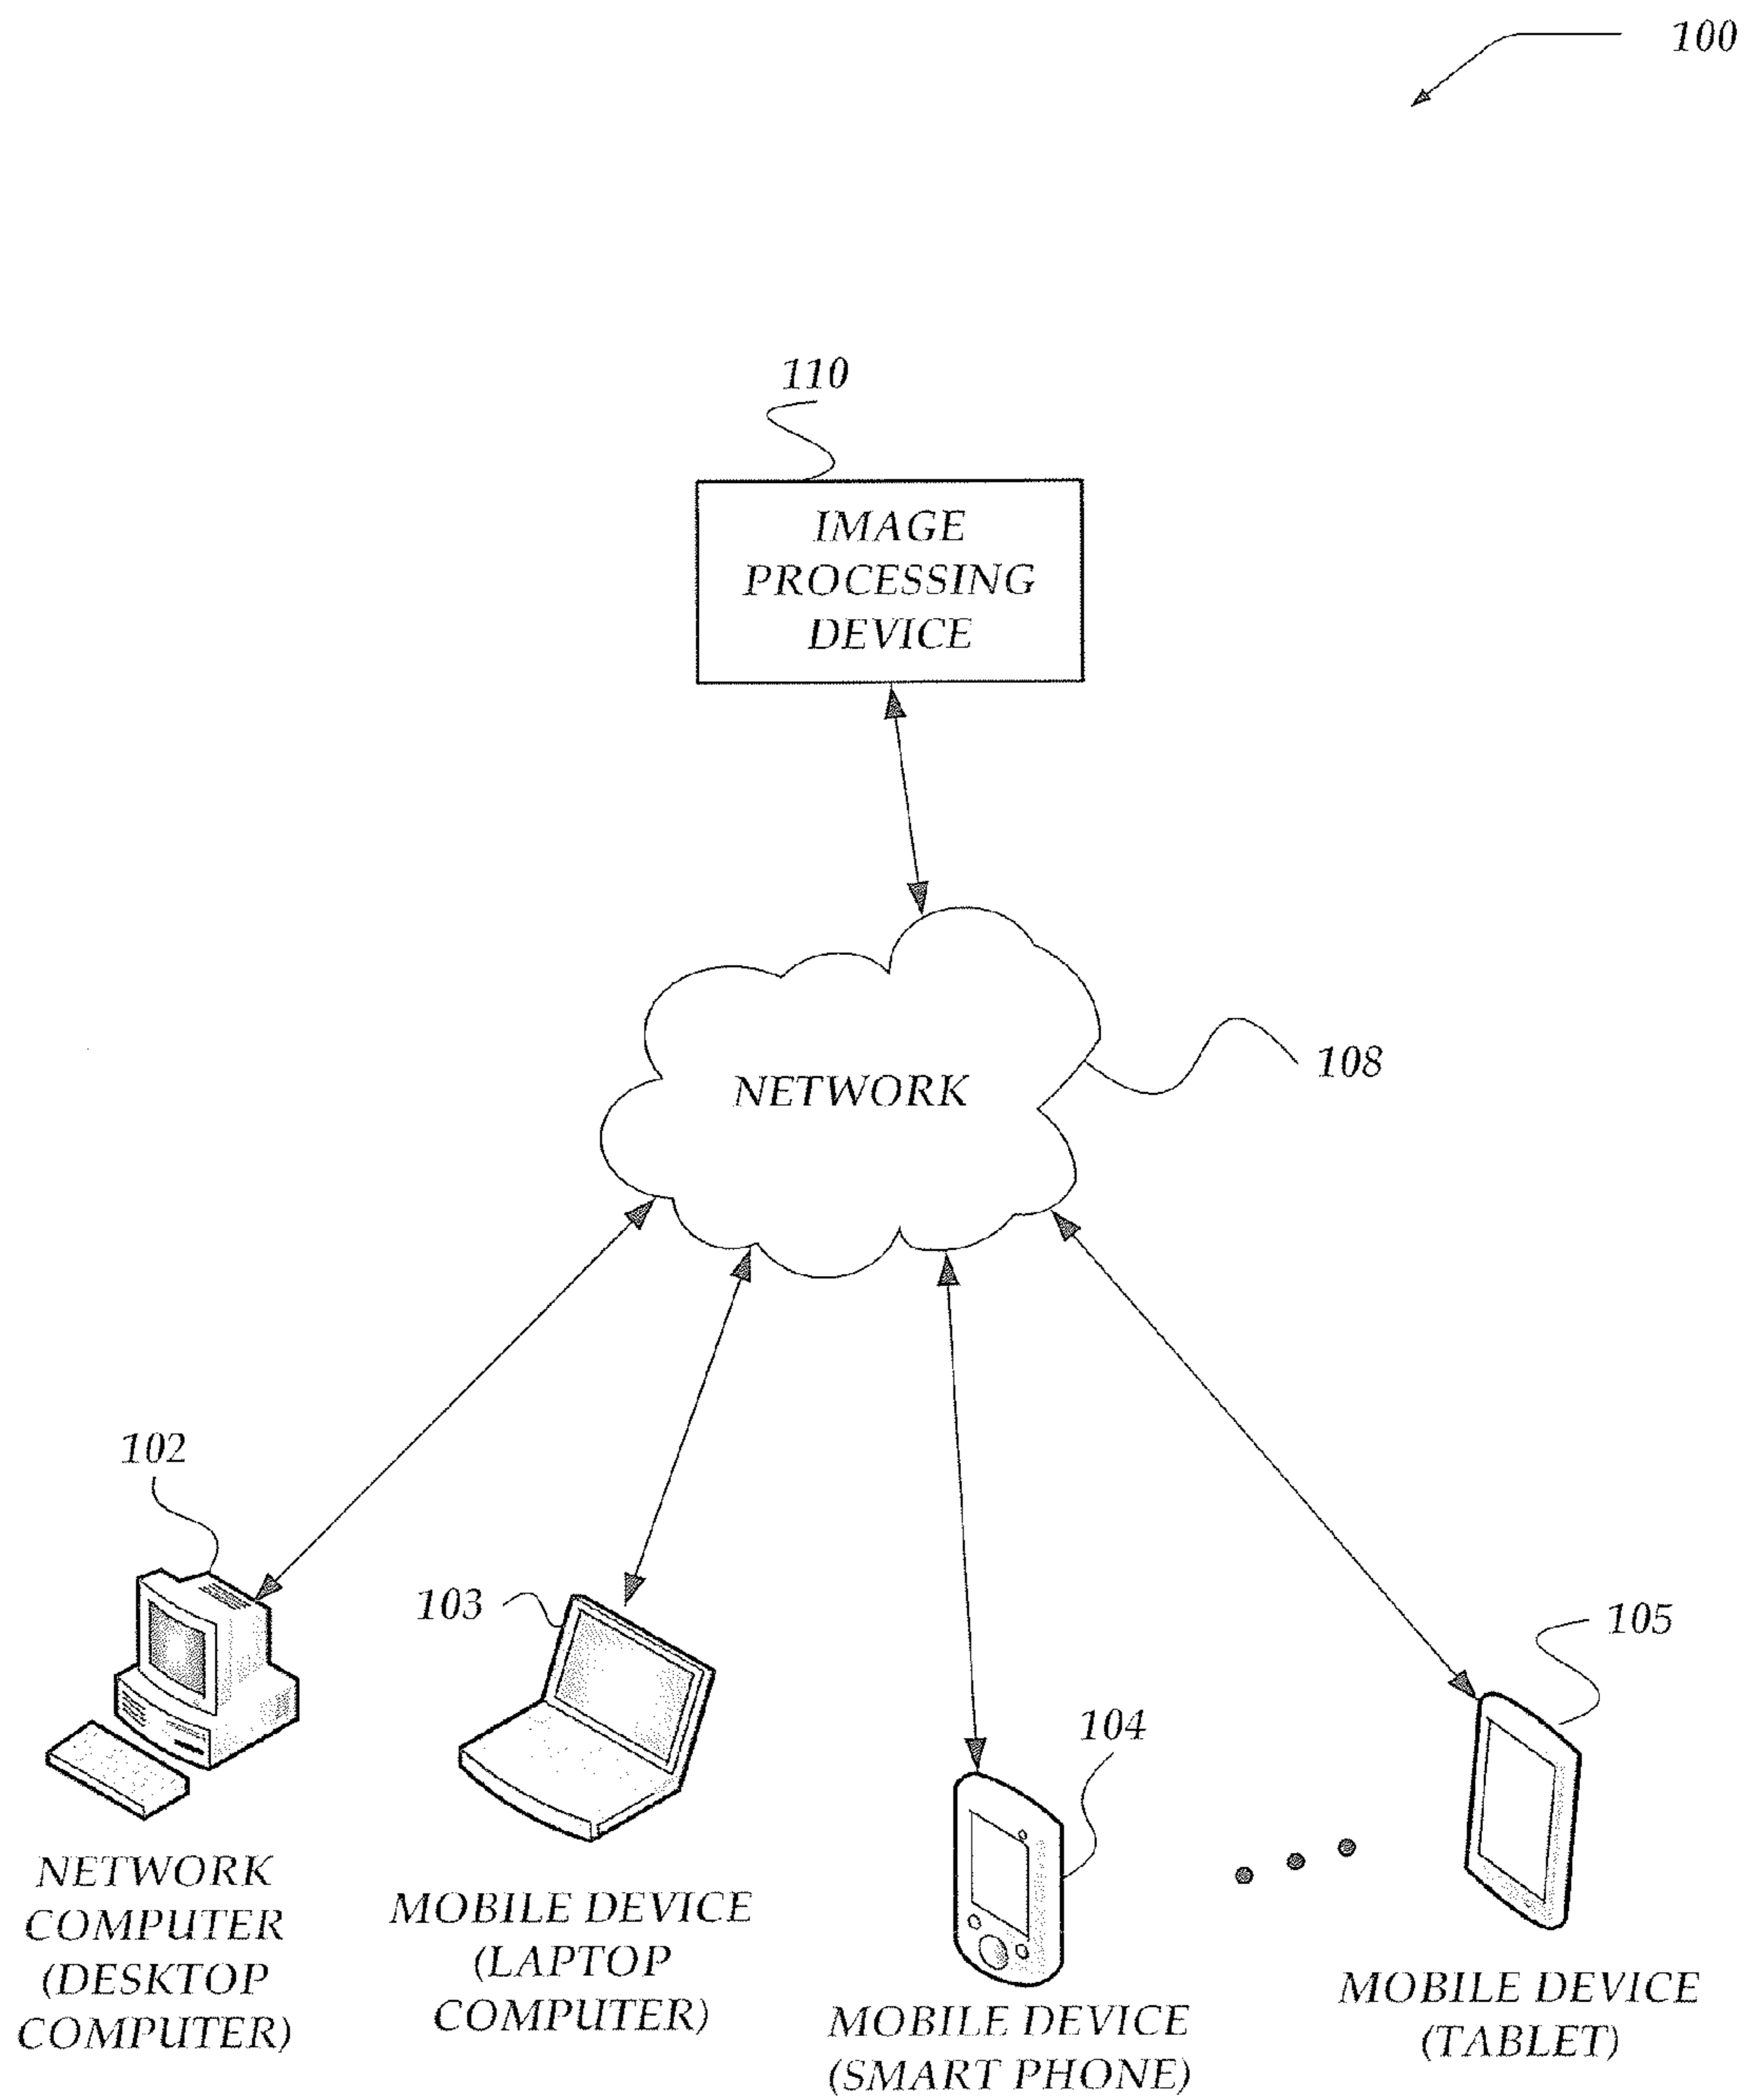 100
110
IMAGE
PROCESSING
DEVICE
NETWORK
108
102
103
104
105
NETWORK
COMPUTER
(DESKTOP
COMPUTER)
MOBILE DEVICE
(LAPTOP
COMPUTER)
MOBILE DEVICE
(SMART PHONE)
MOBILE DEVICE
(TABLET)